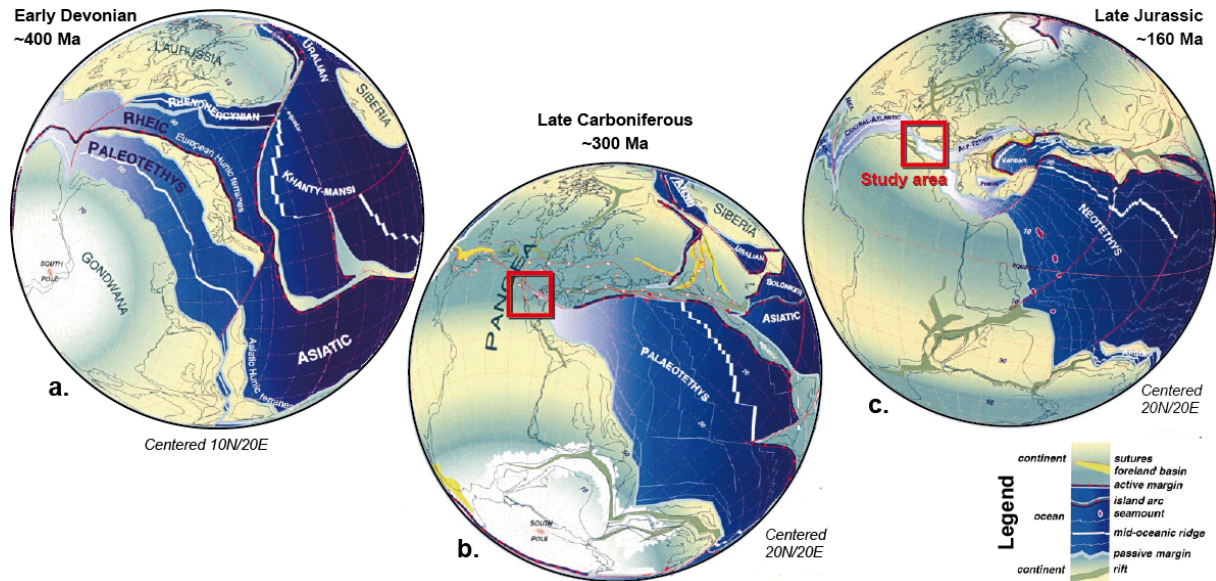 Early Devonian
~400 Ma
LAURUSSIA
URALIAN
SIBERIA
RHENOHERCYNIAN
RHEIC
European Hunic terranes
equator
PALEOTETHYS
KHANTY-MANSI
GONDWANA
SOUTH
POLE
ASIATIC
Asiatic Hunic terranes
a.
Centered 10N/20E
Late Carboniferous
~300 Ma
SIBERIA
URALIAN
PANGEA
SOLONKER
ASIATIC
PALAEOTETHYS
SOUTH
POLE
b.
Centered
20N/20E
Late Jurassic
~160 Ma
CENTRAL-ATLANTIC
ALP.TETHYS
VARDAR
Study area
NEOTETHYS
c.
Centered
20N/20E
Legend
continent
sutures
foreland basin
active margin
island arc
ocean
seamount
mid-oceanic ridge
passive margin
continent
rift